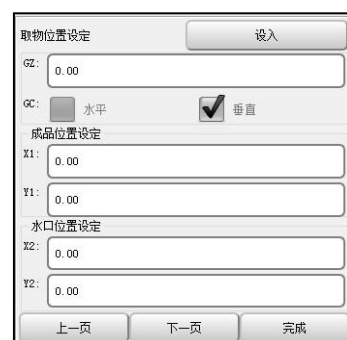 取物位置设定 设入
GZ: 0.00
GC: 水平 垂直
成品位置设定
X1: 0.00
Y1: 0.00
水口位置设定
X2: 0.00
Y2: 0.00
上一页 下一页 完成